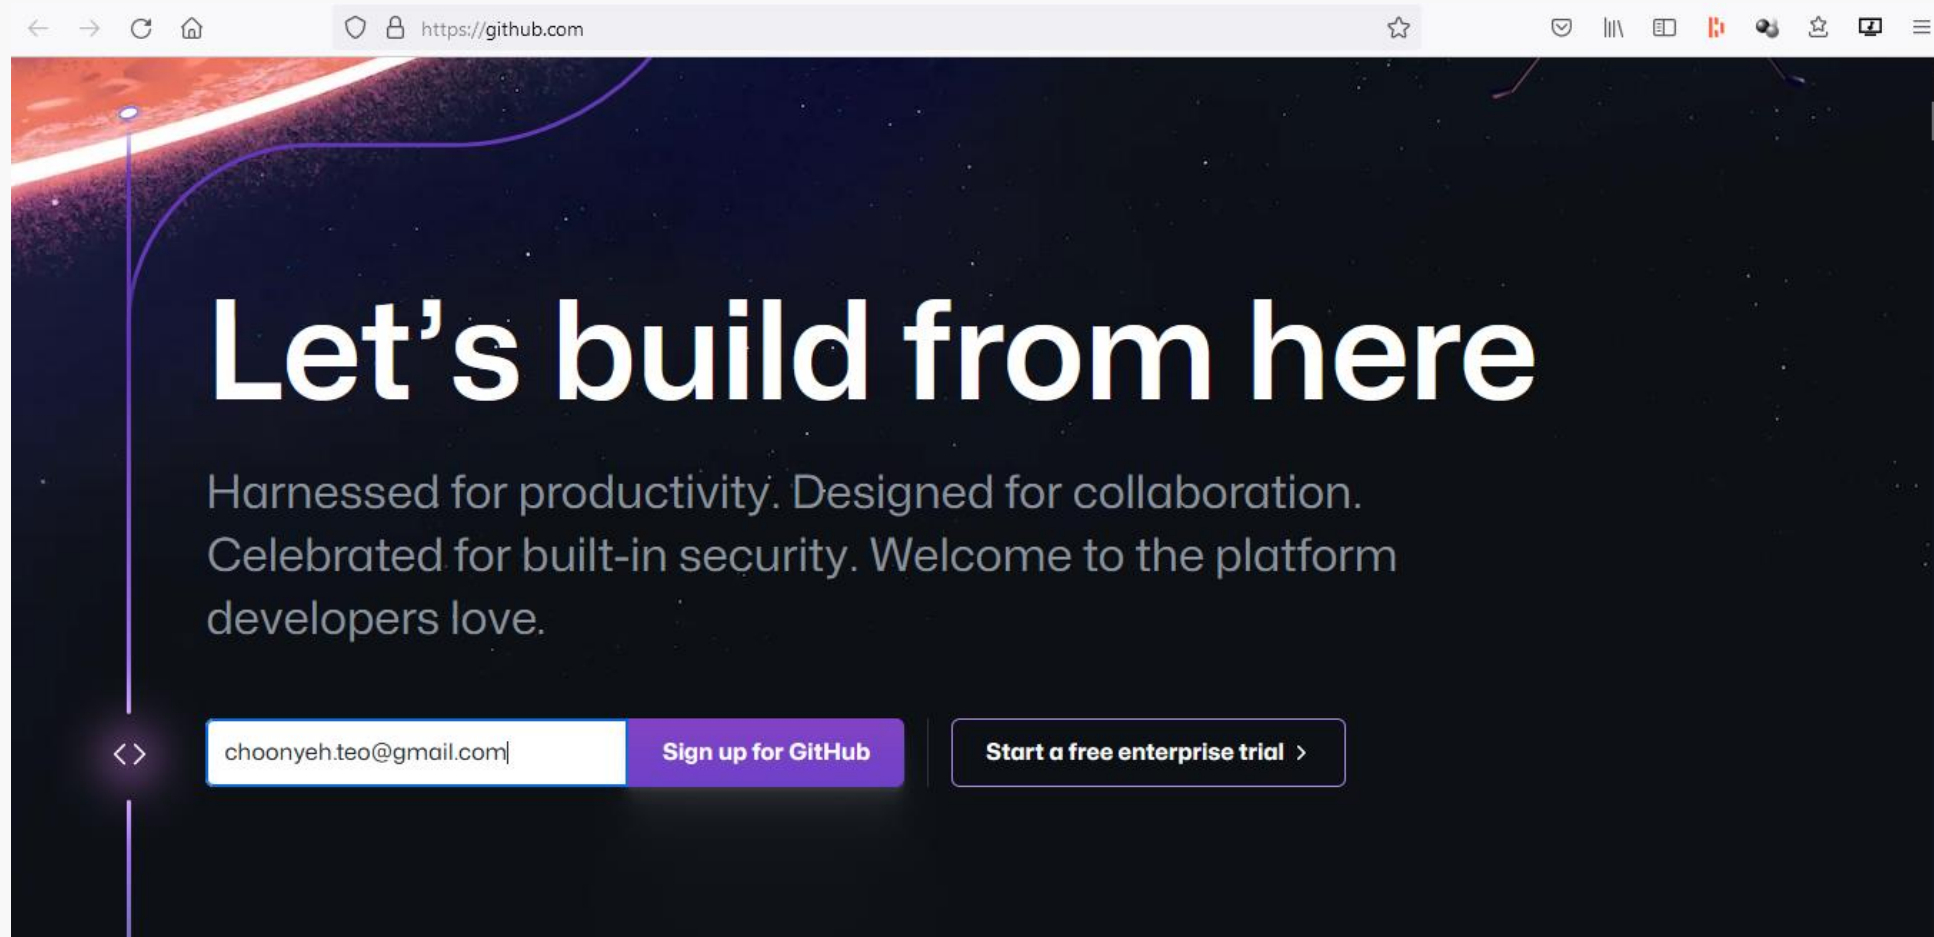 https://github.com
Let’s build from here
Harnessed for productivity. Designed for collaboration.
Celebrated for built-in security. Welcome to the platform
developers love.
choonyeh.teo@gmail.com
Sign up for GitHub
Start a free enterprise trial